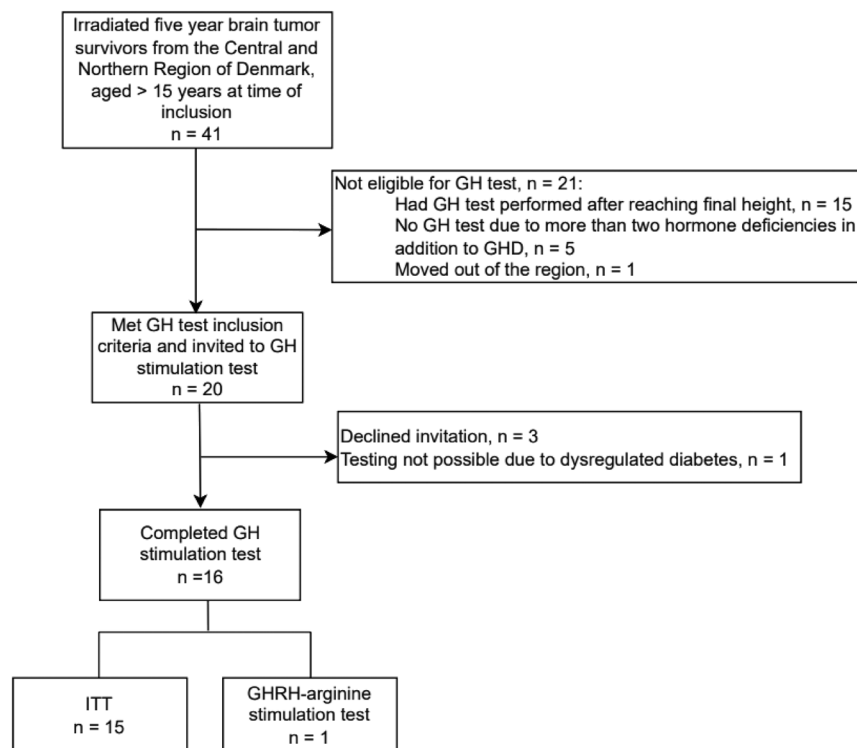 Irradiated five year brain tumor
survivors from the Central and
Northern Region of Denmark,
aged > 15 years at time of
inclusion
n = 41
Not eligible for GH test, n = 21:
Had GH test performed after reaching final height, n = 15
No GH test due to more than two hormone deficiencies in
addition to GHD, n = 5
Moved out of the region, n = 1
Met GH test inclusion
criteria and invited to GH
stimulation test
n = 20
Declined invitation, n = 3
Testing not possible due to dysregulated diabetes, n = 1
Completed GH
stimulation test
n =16
ITT
n = 15
GHRH-arginine
stimulation test
n = 1